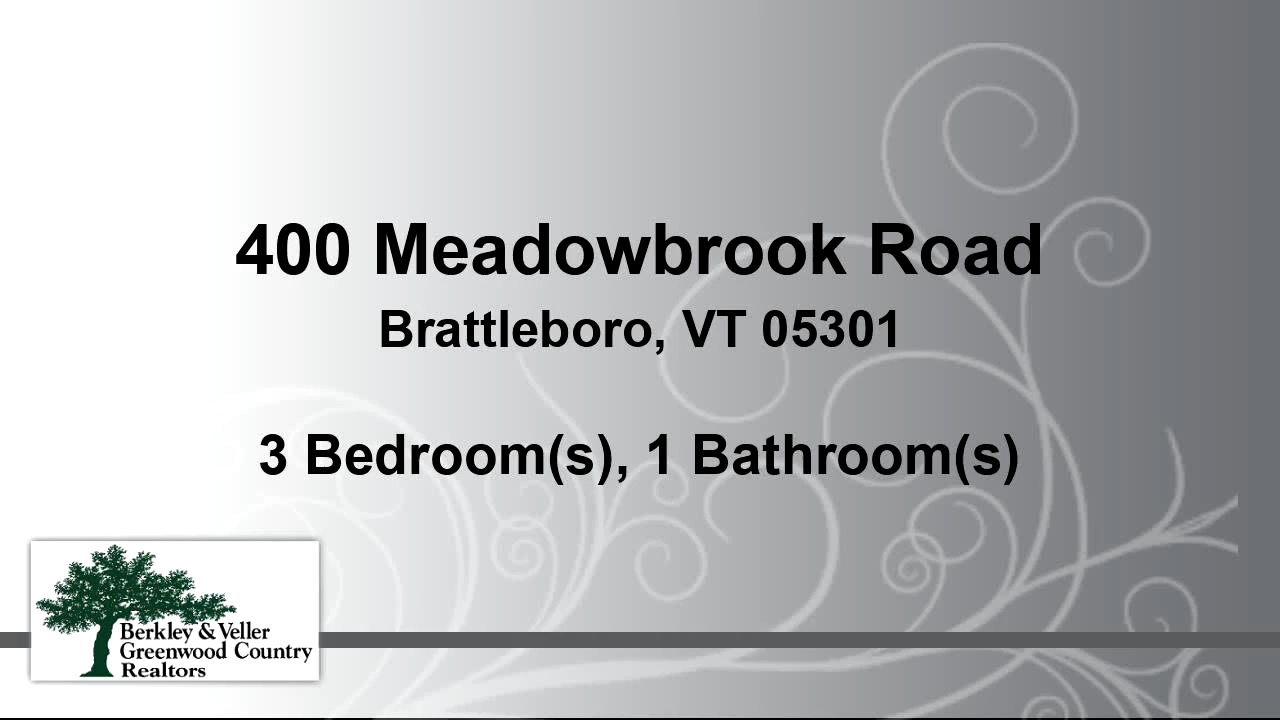 400 Meadowbrook Road
Brattleboro, VT 05301
3 Bedroom(s), 1 Bathroom(s)
Berkley & Veller
Greenwood Country
Realtors